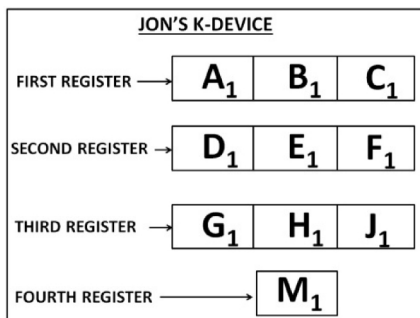 JON'S K-DEVICE
FIRST REGISTER A₁ B₁ C₁
SECOND REGISTER D₁ E₁ F₁
THIRD REGISTER G₁ H₁ J₁
FOURTH REGISTER M₁